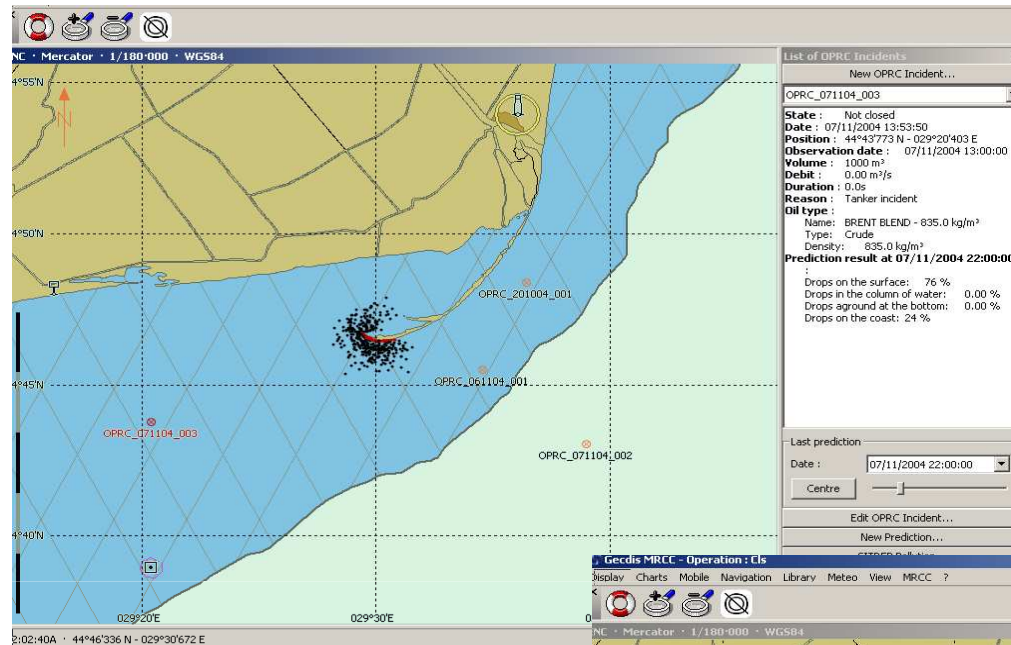 NC · Mercator · 1/180·000 · WGS84
List of OPRC Incidents
New OPRC Incident...
OPRC_071104_003
State : Not closed
Date : 07/11/2004 13:53:50
Position : 44°43'773 N - 029°20'403 E
Observation date : 07/11/2004 13:00:00
Volume : 1000 m³
Debit : 0.00 m³/s
Duration : 0.0s
Reason : Tanker incident
Oil type :
Name: BRENT BLEND - 835.0 kg/m³
Type: Crude
Density: 835.0 kg/m³
Prediction result at 07/11/2004 22:00:00
:
Drops on the surface: 76 %
Drops in the column of water: 0.00 %
Drops aground at the bottom: 0.00 %
Drops on the coast: 24 %
4°55'N
N
4°50'N
OPRC_201004_001
4°45'N
OPRC_061104_001
OPRC_071104_003
OPRC_071104_002
4°40'N
029°20'E
029°30'E
0
2:02:40A · 44°46'336 N - 029°30'672 E
Last prediction
Date : 07/11/2004 22:00:00
Centre
Edit OPRC Incident...
New Prediction...
Gecdis MRCC - Operation : Cls
Display Charts Mobile Navigation Library Meteo View MRCC ?
NC · Mercator · 1/180·000 · WGS84